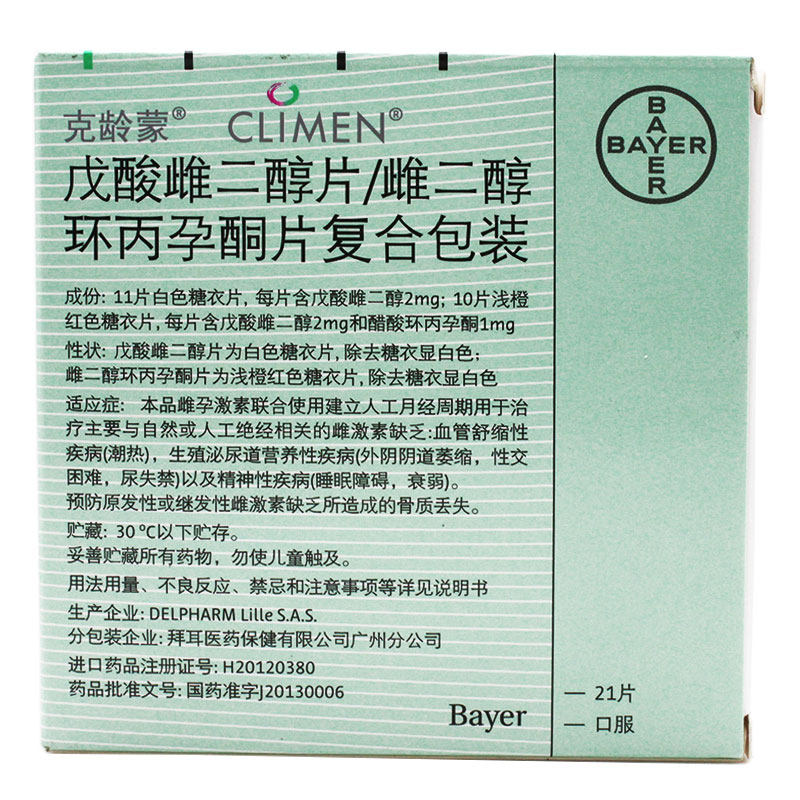 克龄蒙® CLIMEN®
戊酸雌二醇片/雌二醇
环丙孕酮片复合包装
成份: 11片白色糖衣片, 每片含戊酸雌二醇2mg; 10片浅橙
红色糖衣片, 每片含戊酸雌二醇2mg和醋酸环丙孕酮1mg
性状: 戊酸雌二醇片为白色糖衣片, 除去糖衣显白色;
雌二醇环丙孕酮片为浅橙红色糖衣片, 除去糖衣显白色
适应症: 本品雌孕激素联合使用建立人工月经周期用于治
疗主要与自然或人工绝经相关的雌激素缺乏:血管舒缩性
疾病(潮热), 生殖泌尿道营养性疾病(外阴阴道萎缩, 性交
困难, 尿失禁)以及精神性疾病(睡眠障碍, 衰弱)。
预防原发性或继发性雌激素缺乏所造成的骨质丢失。
贮藏: 30 ℃以下贮存。
妥善贮藏所有药物, 勿使儿童触及。
用法用量、不良反应、禁忌和注意事项等详见说明书
生产企业: DELPHARM Lille S.A.S.
分包装企业: 拜耳医药保健有限公司广州分公司
进口药品注册证号: H20120380
药品批准文号: 国药准字J20130006
Bayer
BAYER
BAYER
— 21片
— 口服